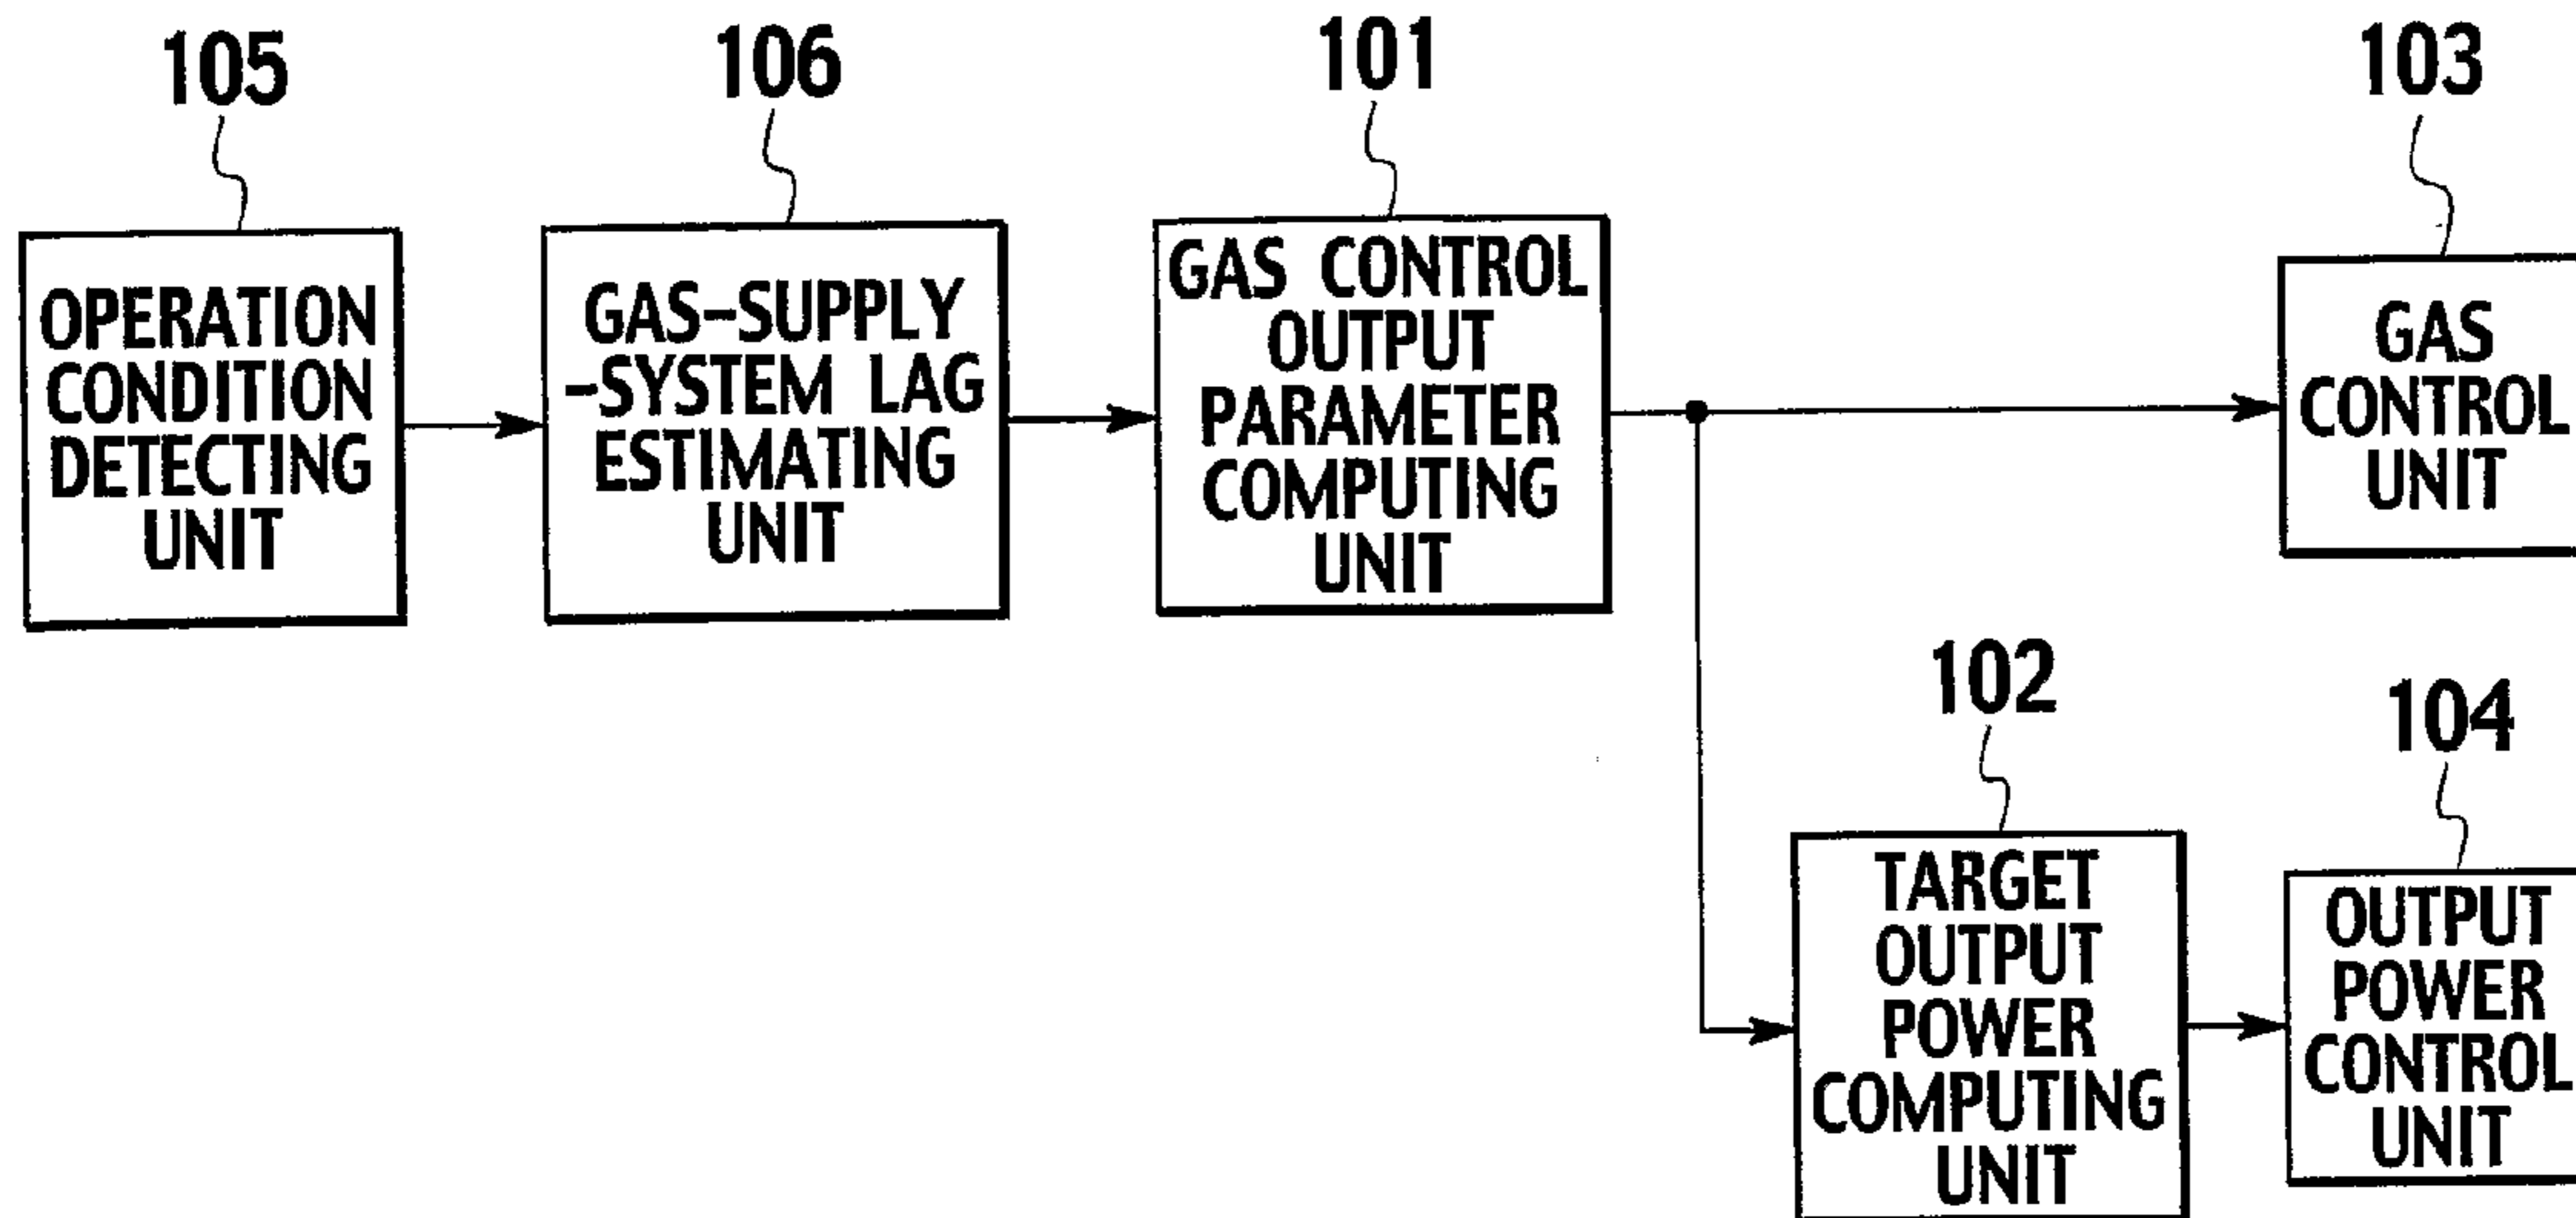 105
106
101
103
OPERATION
CONDITION
DETECTING
UNIT
GAS-SUPPLY
-SYSTEM LAG
ESTIMATING
UNIT
GAS CONTROL
OUTPUT
PARAMETER
COMPUTING
UNIT
GAS
CONTROL
UNIT
102
104
TARGET
OUTPUT
POWER
COMPUTING
UNIT
OUTPUT
POWER
CONTROL
UNIT